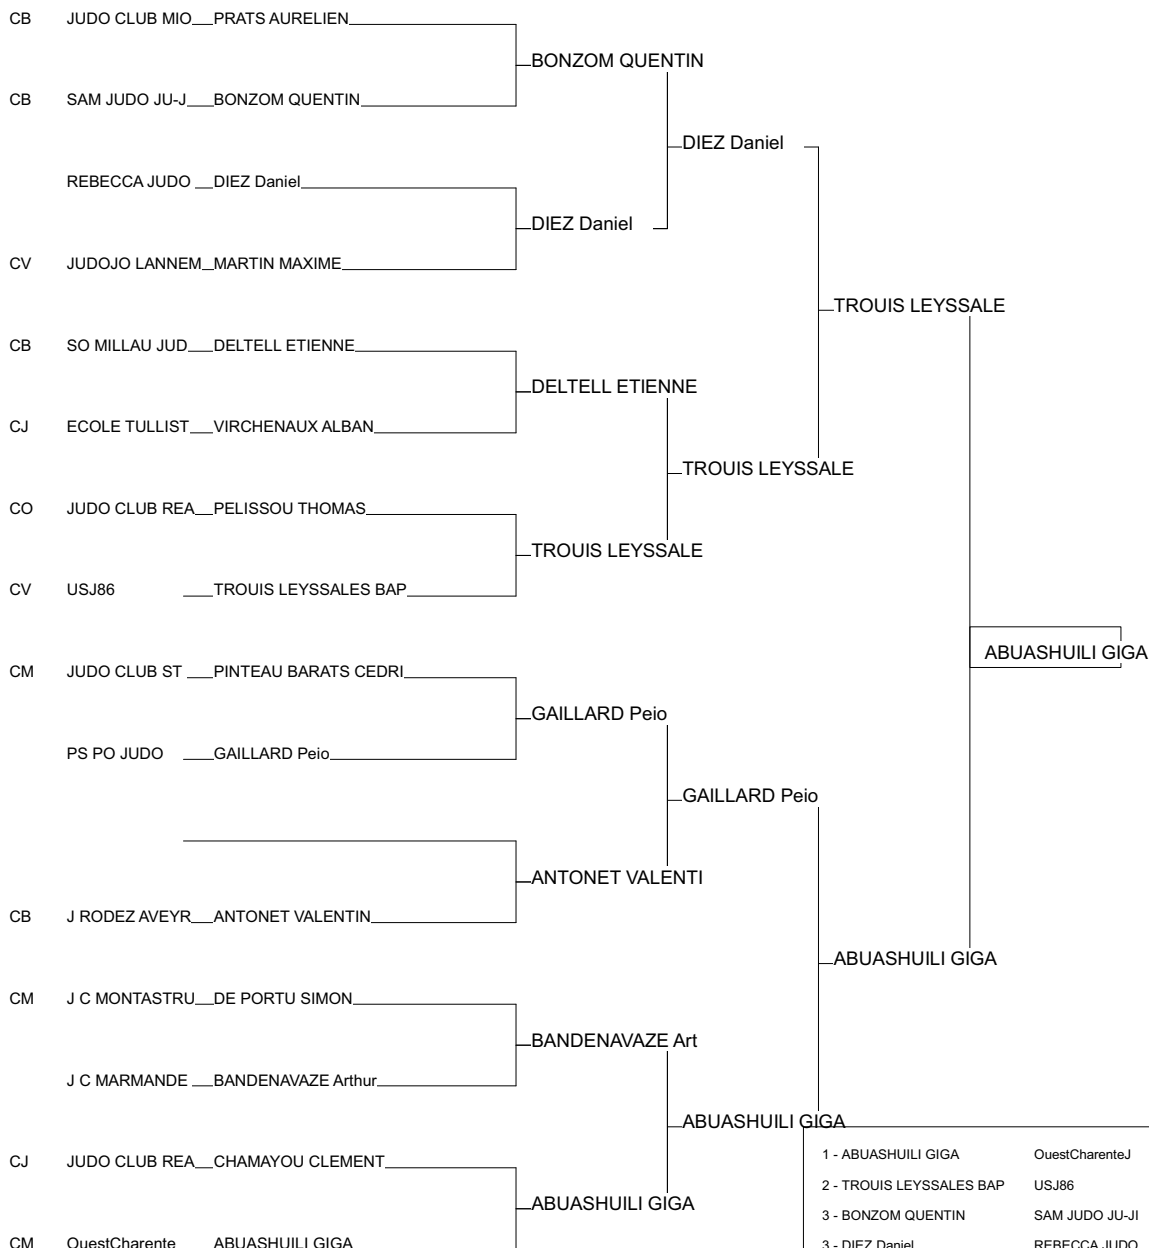 CB JUDO CLUB MIO PRATS AURELIEN
BONZOM QUENTIN
CB SAM JUDO JU-J BONZOM QUENTIN
DIEZ Daniel
REBECCA JUDO DIEZ Daniel
DIEZ Daniel
CV JUDOJO LANNEM MARTIN MAXIME
TROUIS LEYSSALE
CB SO MILLAU JUD DELTELL ETIENNE
DELTELL ETIENNE
CJ ECOLE TULLIST VIRCHENAUX ALBAN
TROUIS LEYSSALE
CO JUDO CLUB REA PELISSOU THOMAS
TROUIS LEYSSALE
CV USJ86 TROUIS LEYSSALES BAP
ABUASHUILI GIGA
CM JUDO CLUB ST PINTEAU BARATS CEDRI
GAILLARD Peio
PS PO JUDO GAILLARD Peio
GAILLARD Peio
ANTONET VALENTI
CB J RODEZ AVEYR ANTONET VALENTIN
ABUASHUILI GIGA
CM J C MONTASTRU DE PORTU SIMON
BANDENAVAZE Art
J C MARMANDE BANDENAVAZE Arthur
ABUASHUILI GIGA
CJ JUDO CLUB REA CHAMAYOU CLEMENT
ABUASHUILI GIGA
CM OuestCharente ABUASHUILI GIGA
1 - ABUASHUILI GIGA OuestCharenteJ
2 - TROUIS LEYSSALES BAP USJ86
3 - BONZOM QUENTIN SAM JUDO JU-JI
3 - DIEZ Daniel REBECCA JUDO